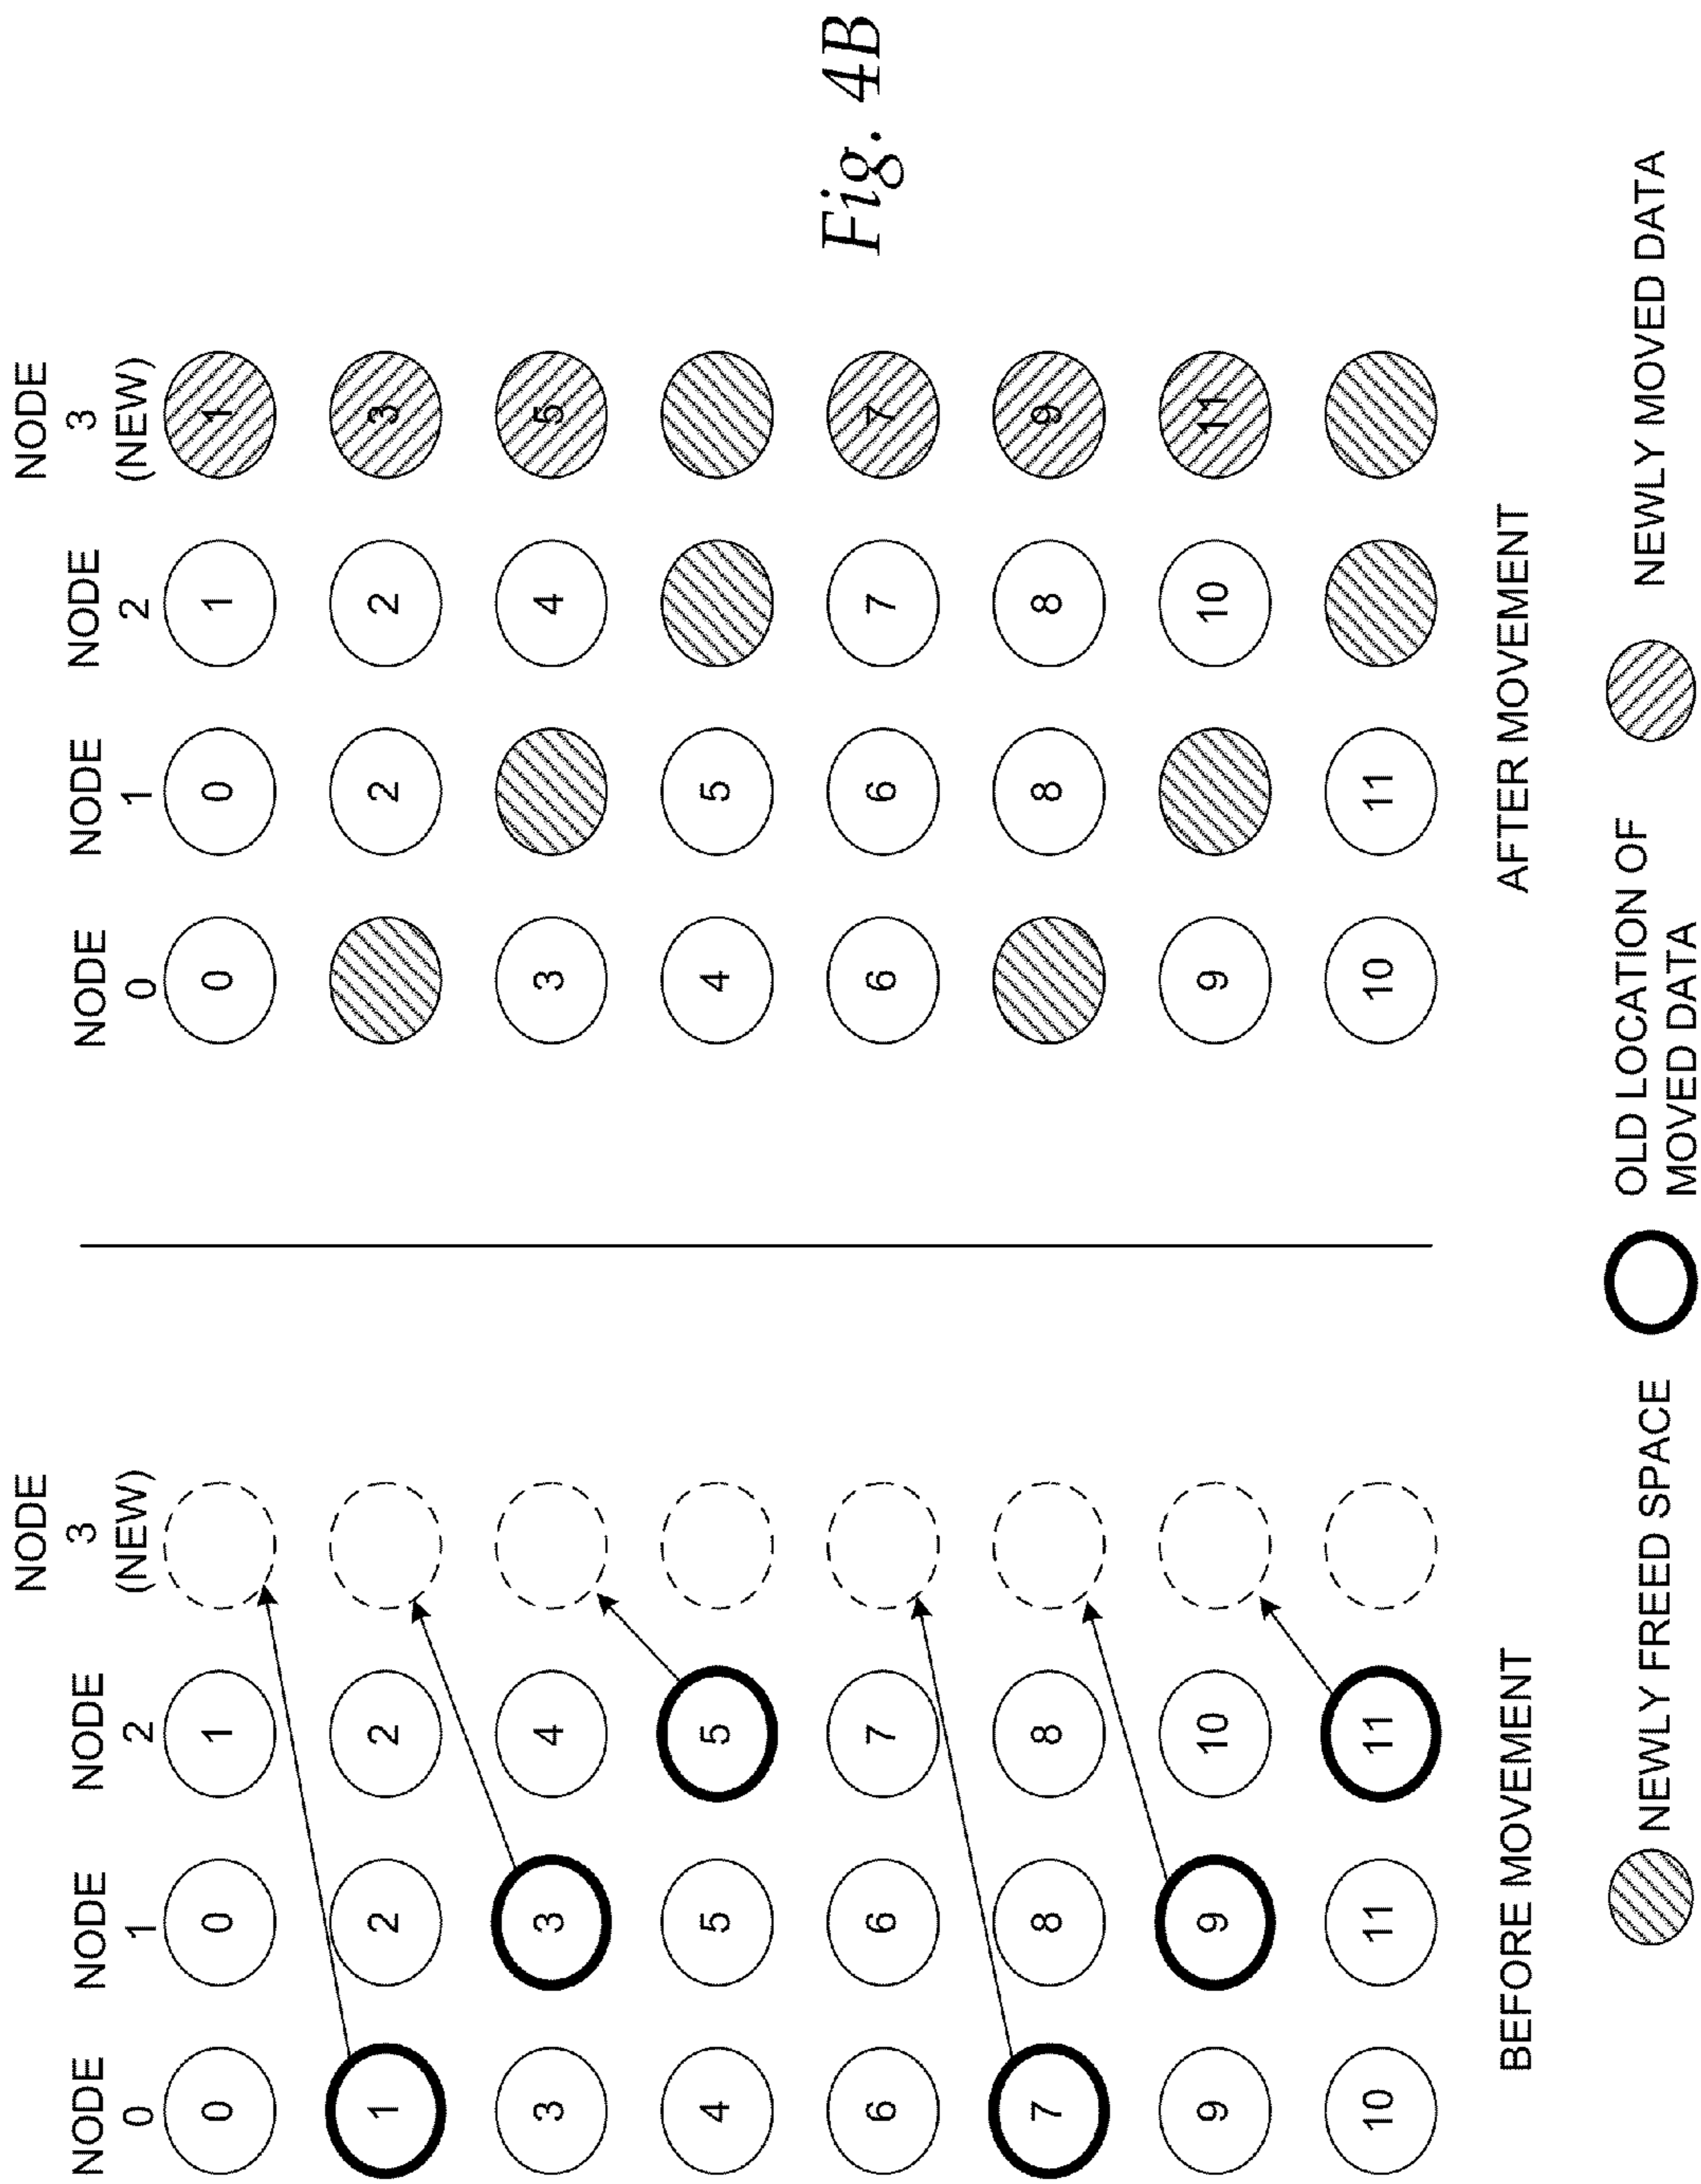 NODE 0 NODE 1 NODE 2 NODE 3 (NEW)
0 0 1
1 2 2
3 3 4
4 5 5
6 6 7
7 8 8
9 9 10
10 11 11
BEFORE MOVEMENT
NODE 0 NODE 1 NODE 2 NODE 3 (NEW)
0 0 1 1
2 2 3
3 4 5
4 5
6 6 7 7
8 8 9
9 10 11
10 11
AFTER MOVEMENT
NEWLY FREED SPACE
OLD LOCATION OF
MOVED DATA
NEWLY MOVED DATA
Fig. 4B